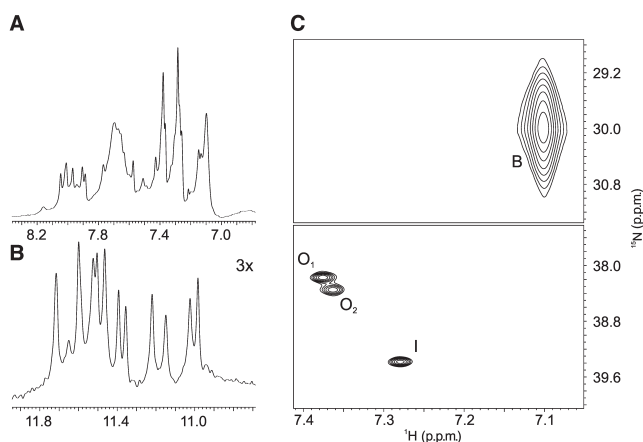 A
8.2 7.8 7.4 7.0
B
3x
11.8 11.4 11.0
C
B
29.2
30.0
30.8
O₁
O₂
I
38.0
38.8
39.6
¹⁵N (p.p.m.)
7.4 7.3 7.2 7.1
¹H (p.p.m.)